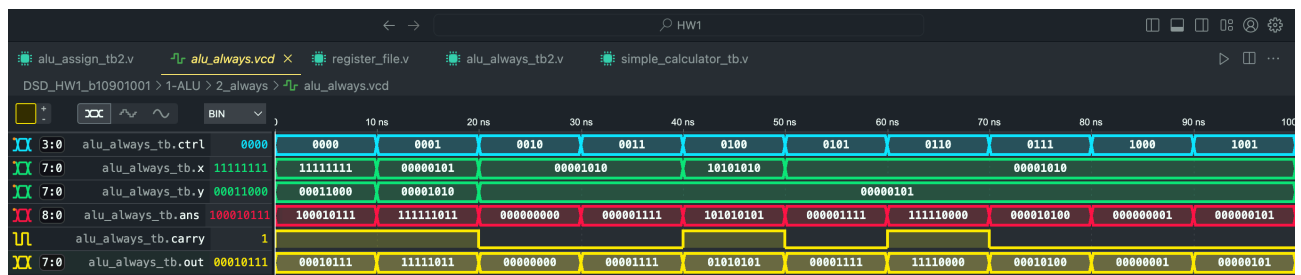 HW1
alu_assign_tb2.v alu_always.vcd register_file.v alu_always_tb2.v simple_calculator_tb.v
DSD_HW1_b10901001 > 1-ALU > 2_always > alu_always.vcd
BIN 10 ns 20 ns 30 ns 40 ns 50 ns 60 ns 70 ns 80 ns 90 ns 100
3:0 alu_always_tb.ctrl 0000 0000 0001 0010 0011 0100 0101 0110 0111 1000 1001
7:0 alu_always_tb.x 11111111 11111111 00000101 00001010 10101010 00001010
7:0 alu_always_tb.y 00011000 00011000 00001010 00000101
8:0 alu_always_tb.ans 100010111 100010111 111111011 000000000 000001111 101010101 000001111 111110000 000010100 000000001 000000101
alu_always_tb.carry 1
7:0 alu_always_tb.out 00010111 00010111 11111011 00000000 00001111 01010101 00001111 11110000 00010100 00000001 00000101